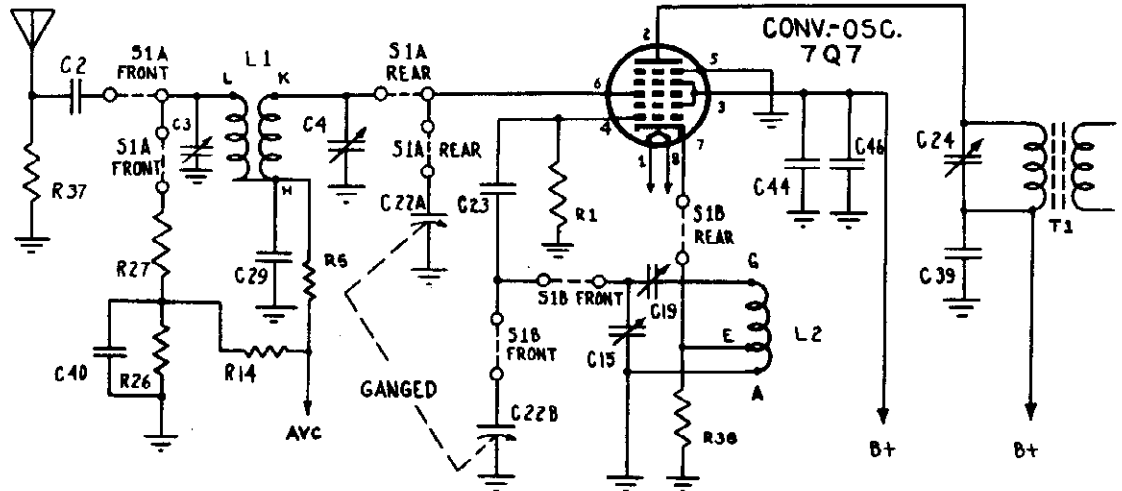 CONV.-OSC.
7Q7
2
5
6
3
4
1
8
7
C2
S1A
FRONT
L1
L
K
S1A
REAR
C3
C4
S1A
FRONT
S1A REAR
R37
H
C22A
C23
R1
S1B
REAR
C44
C46
C24
T1
R27
C29
R5
S1B FRONT
C19
G
C39
S1B
FRONT
C15
E
L2
C40
R26
R14
GANGED
A
C22B
R38
AVC
B+
B+